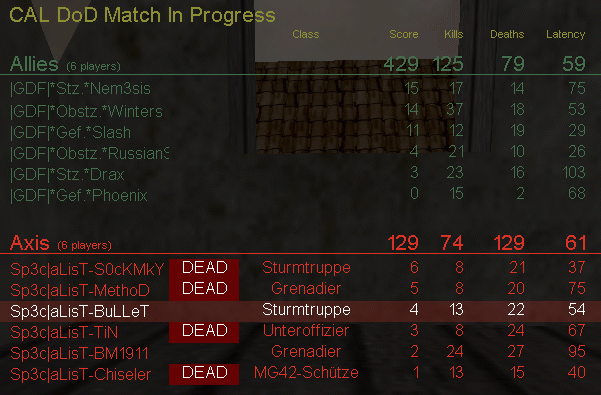 CAL DoD Match In Progress
Class Score Kills Deaths Latency
Allies (6 players) 429 125 79 59
|GDF|*Stz.*Nem3sis 15 17 14 75
|GDF|*Obstz.*Winters 14 37 18 53
|GDF|*Gef.*Slash 11 12 19 29
|GDF|*Obstz.*RussianS 4 21 10 26
|GDF|*Stz.*Drax 3 23 16 103
|GDF|*Gef.*Phoenix 0 15 2 68
Axis (6 players) 129 74 129 61
Sp3c|aLisT-S0cKMkY DEAD Sturmtruppe 6 8 21 37
Sp3c|aLisT-MethoD DEAD Grenadier 5 8 20 75
Sp3c|aLisT-BuLLeT Sturmtruppe 4 13 22 54
Sp3c|aLisT-TiN DEAD Unteroffizier 3 8 24 67
Sp3c|aLisT-BM1911 Grenadier 2 24 27 95
Sp3c|aLisT-Chiseler DEAD MG42-Schütze 1 13 15 40